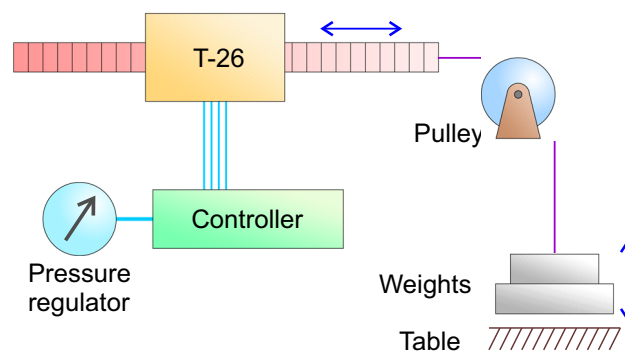 T-26
Pulley
Controller
Pressure
regulator
Weights
Table